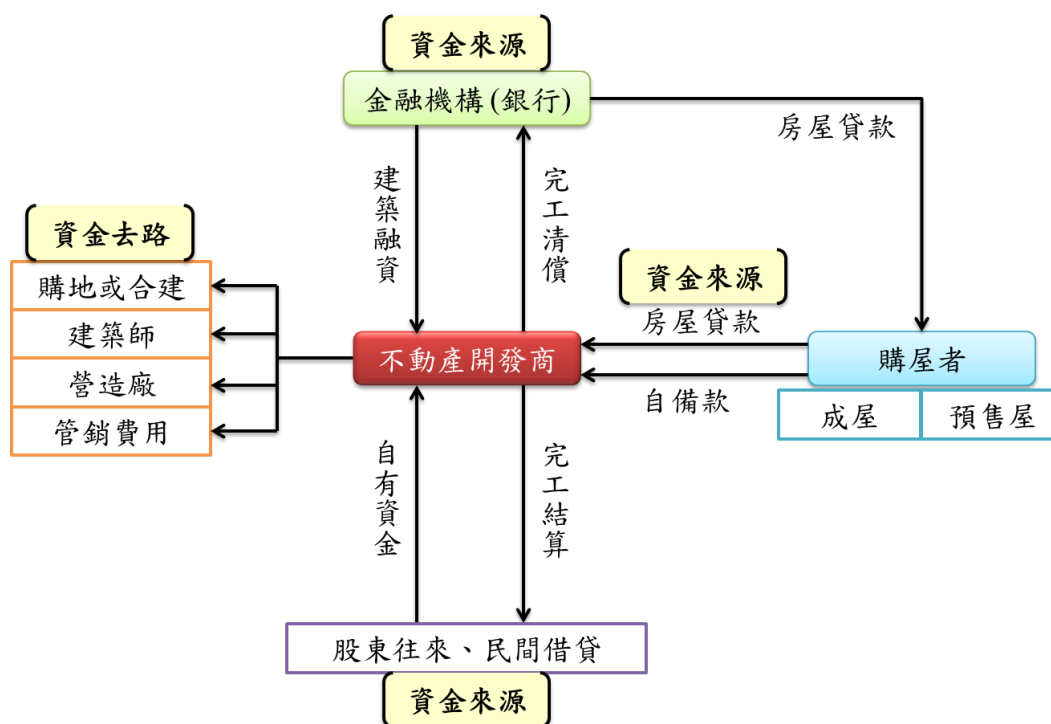 資金來源
金融機構(銀行)
房屋貸款
建築融資
完工清償
資金去路
購地或合建
建築師
營造廠
管銷費用
資金來源
房屋貸款
不動產開發商
購屋者
自備款
成屋
預售屋
自有資金
完工結算
股東往來、民間借貸
資金來源